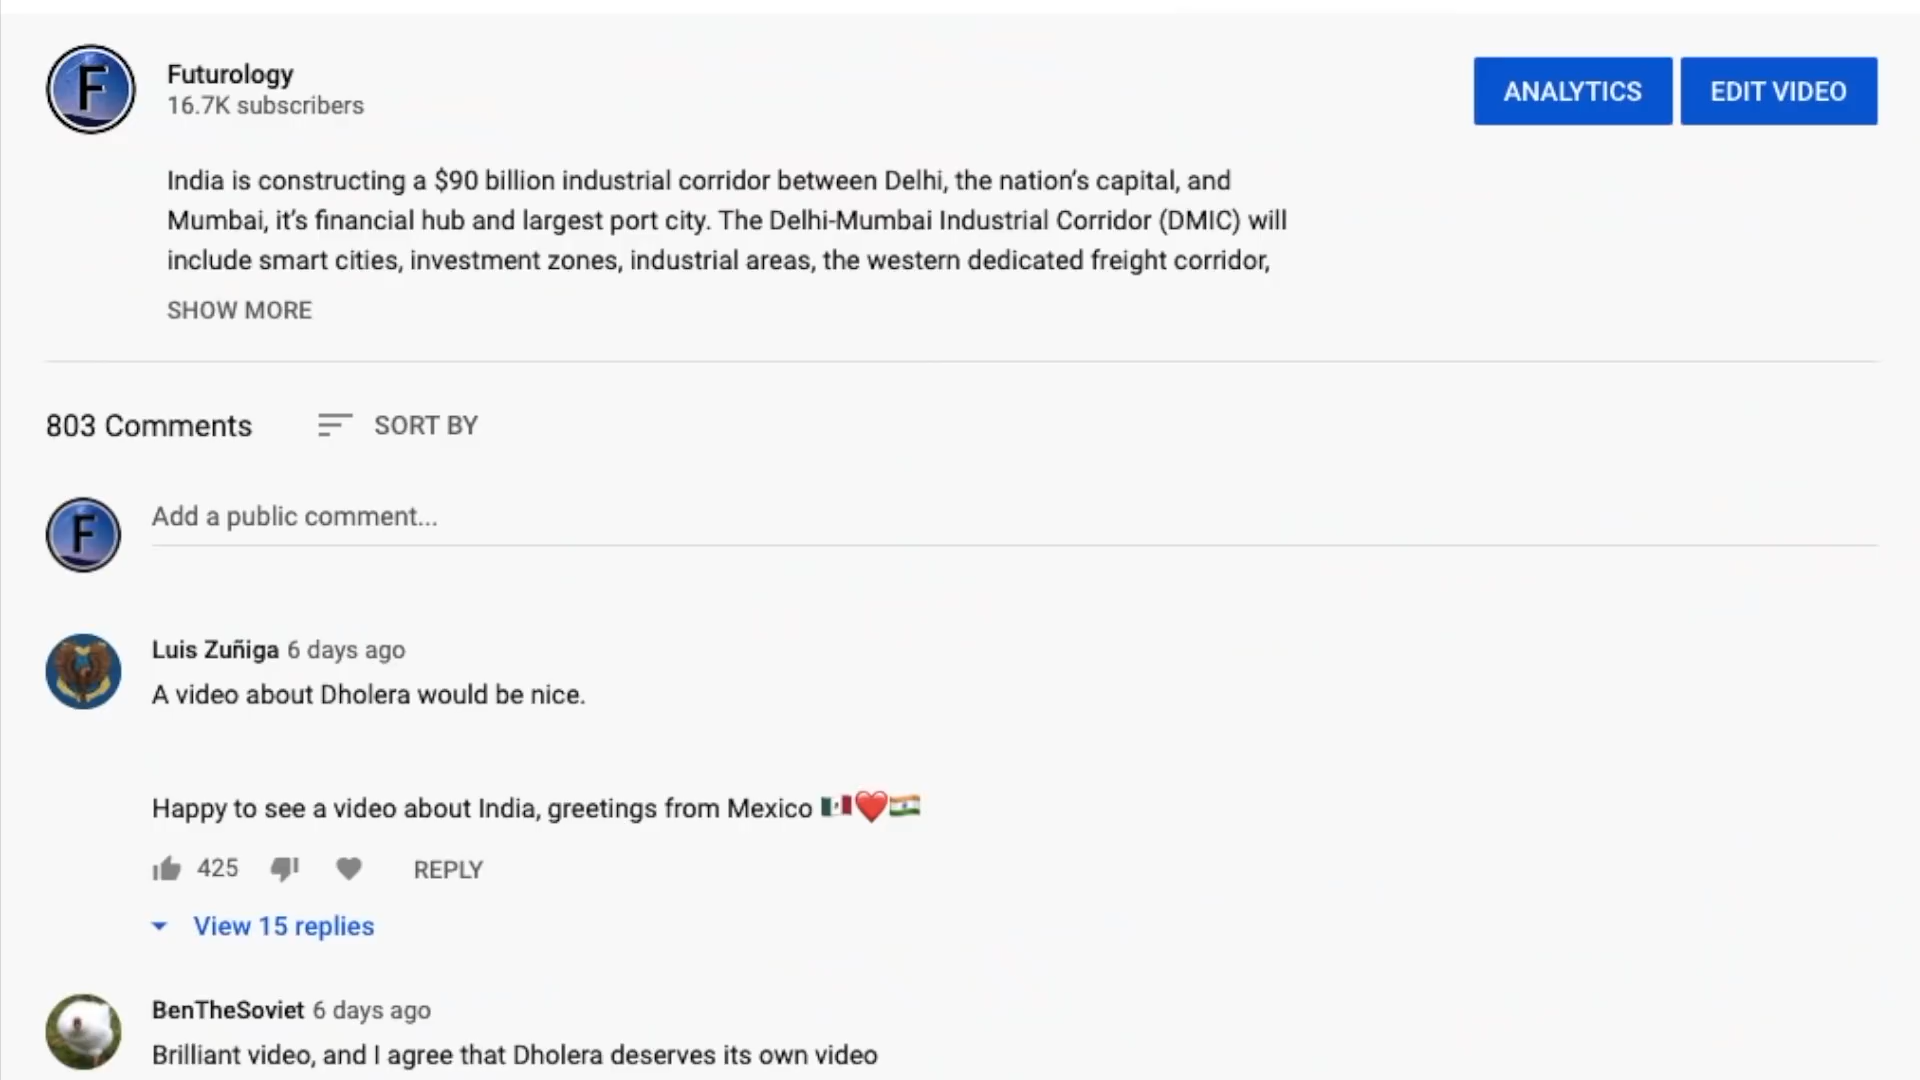 F
Futurology
16.7K subscribers
ANALYTICS
EDIT VIDEO
India is constructing a $90 billion industrial corridor between Delhi, the nation’s capital, and
Mumbai, it’s financial hub and largest port city. The Delhi-Mumbai Industrial Corridor (DMIC) will
include smart cities, investment zones, industrial areas, the western dedicated freight corridor,
SHOW MORE
803 Comments
SORT BY
F
Add a public comment...
Luis Zuñiga 6 days ago
A video about Dholera would be nice.
Happy to see a video about India, greetings from Mexico 🇲🇽❤️🇮🇳
425
REPLY
View 15 replies
BenTheSoviet 6 days ago
Brilliant video, and I agree that Dholera deserves its own video